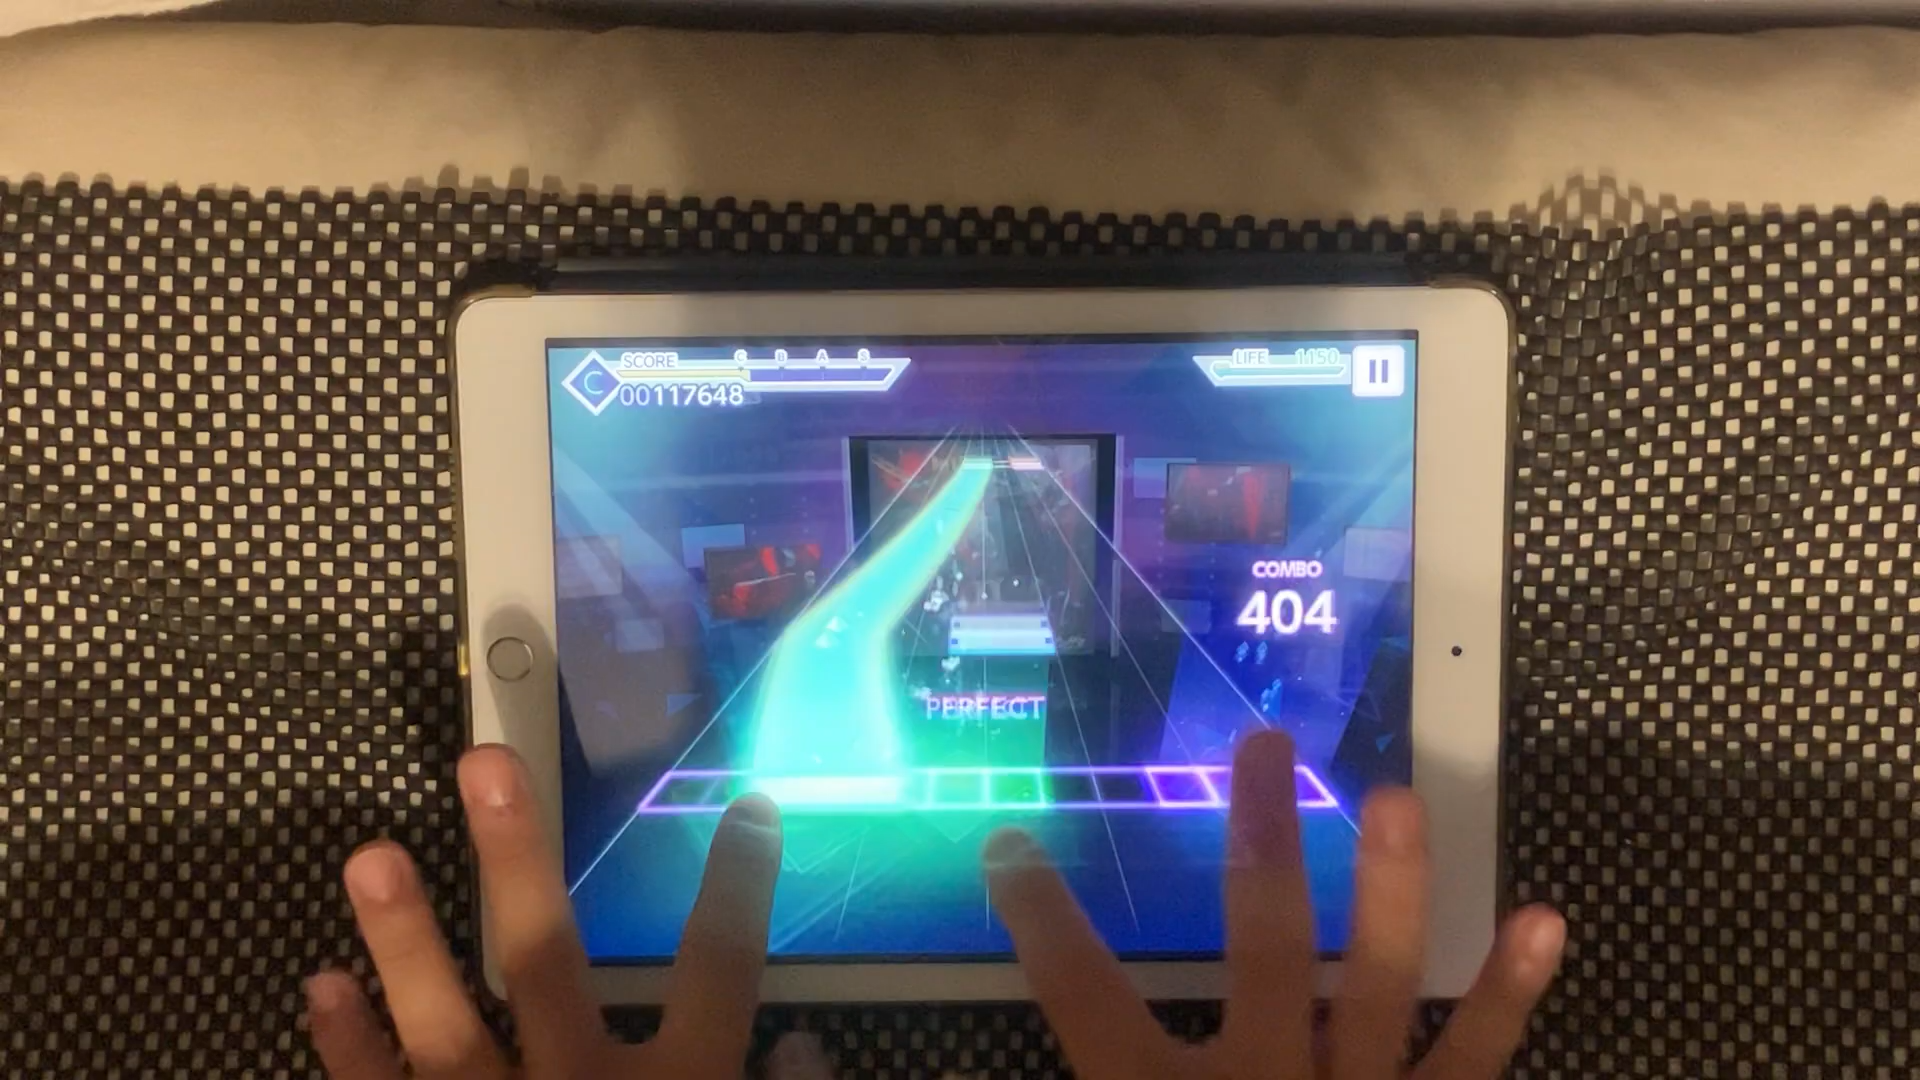 SCORE
C B A S
C
00117648
LIFE 1150
COMBO
404
PERFECT